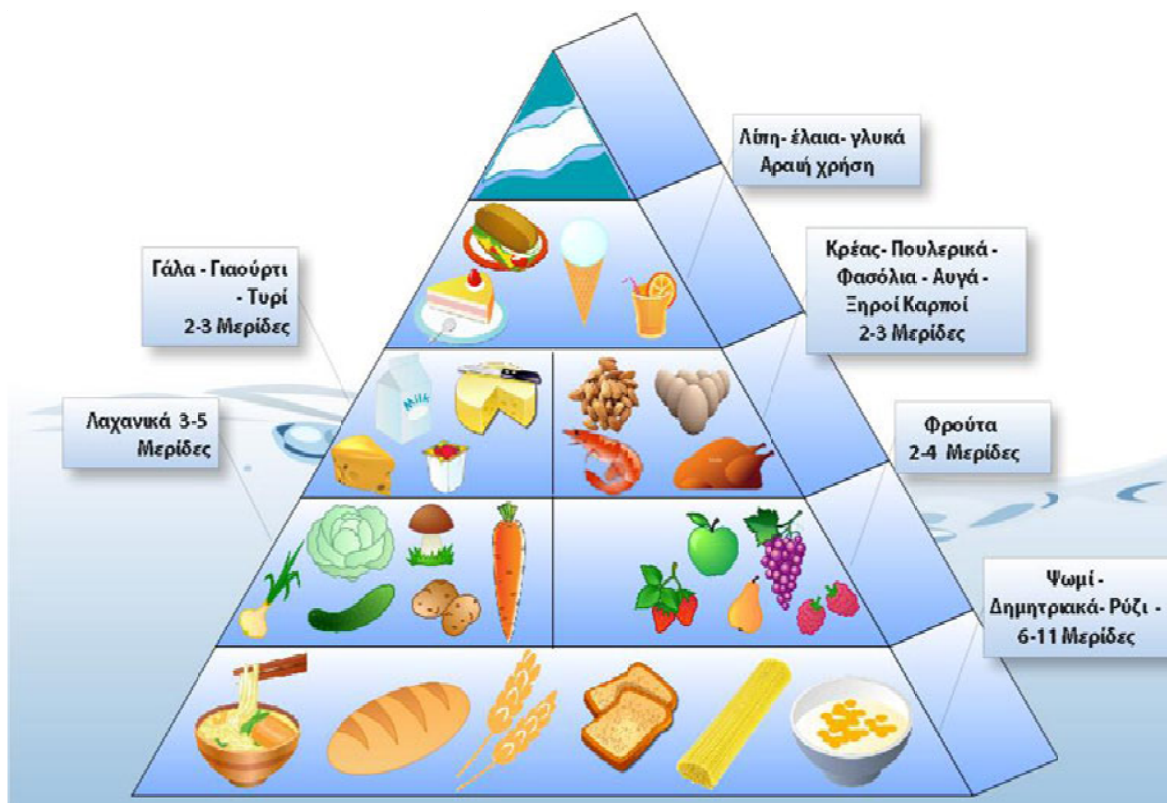 Λίπη- έλαια- γλυκά
Αραιή χρήση
Γάλα - Γιαούρτι
- Τυρί
2-3 Μερίδες
Κρέας- Πουλερικά -
Φασόλια - Αυγά -
Ξηροί Καρποί
2-3 Μερίδες
Λαχανικά 3-5
Μερίδες
Φρούτα
2-4 Μερίδες
Ψωμί -
Δημητριακά- Ρύζι -
6-11 Μερίδες
Milk